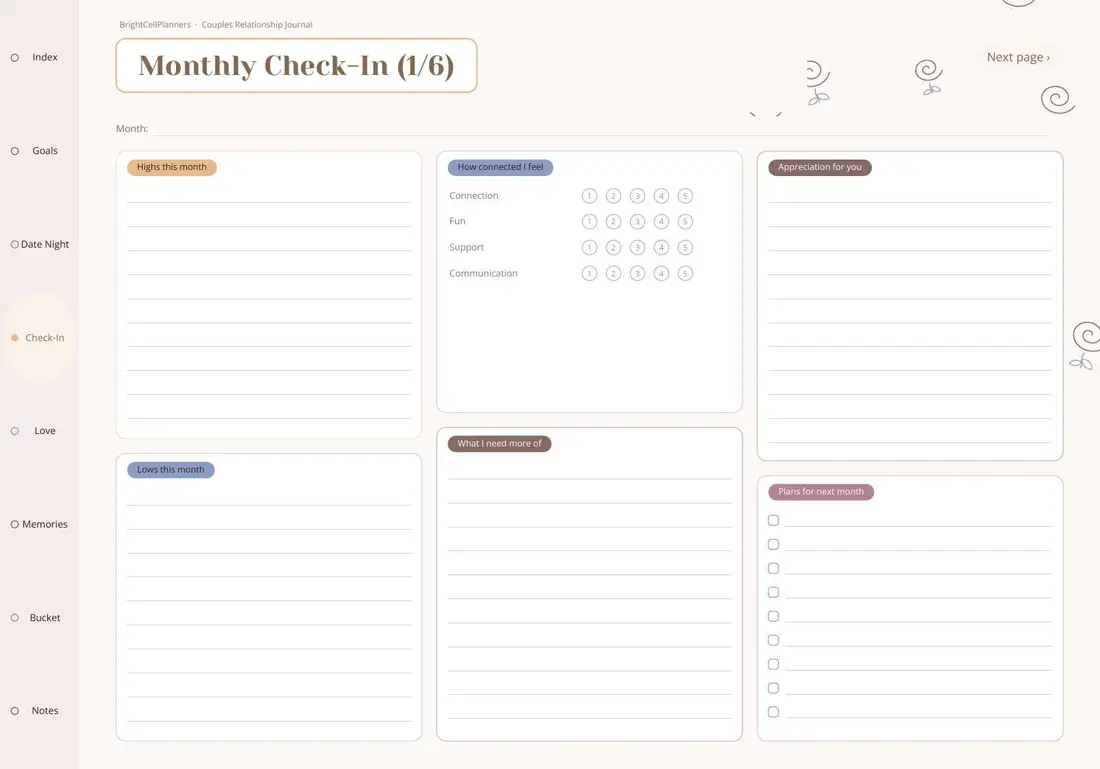 BrightCellPlanners · Couples Relationship Journal
Monthly Check-In (1/6)
Next page ›
Index
Goals
Date Night
Check-In
Love
Memories
Bucket
Notes
Month:
Highs this month
Lows this month
How connected I feel
Connection 1 2 3 4 5
Fun 1 2 3 4 5
Support 1 2 3 4 5
Communication 1 2 3 4 5
What I need more of
Appreciation for you
Plans for next month